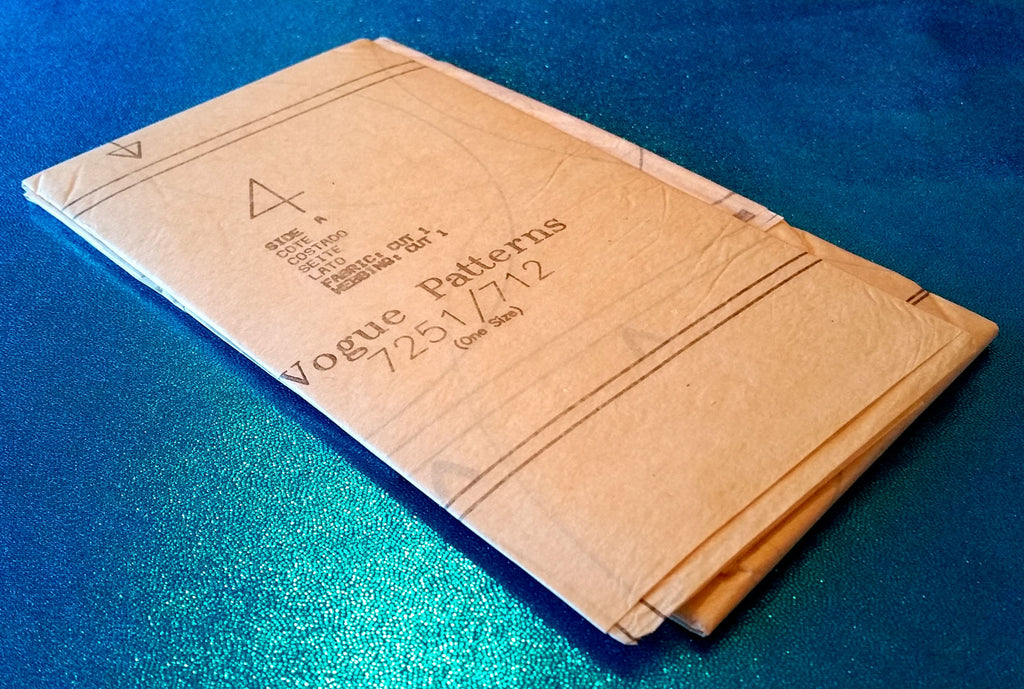 4
SIDE A
COTE
COSTADO
SEITE
LATO
FABRIC: CUT 1
WEBBING: CUT 1
Vogue Patterns
7251/712
(One Size)